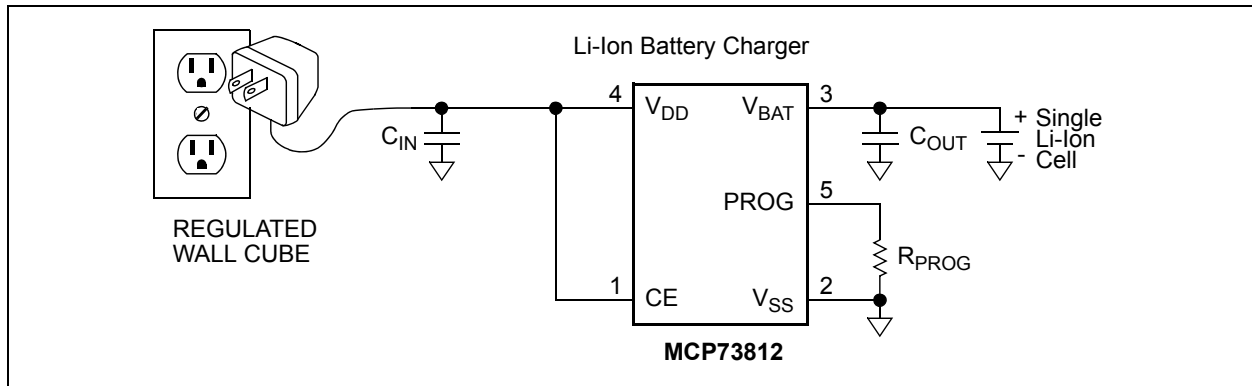 Li-Ion Battery Charger
REGULATED
WALL CUBE
CIN
4
VDD
VBAT
3
COUT
+ Single
Li-Ion
- Cell
PROG
5
RPROG
1
CE
VSS
2
MCP73812